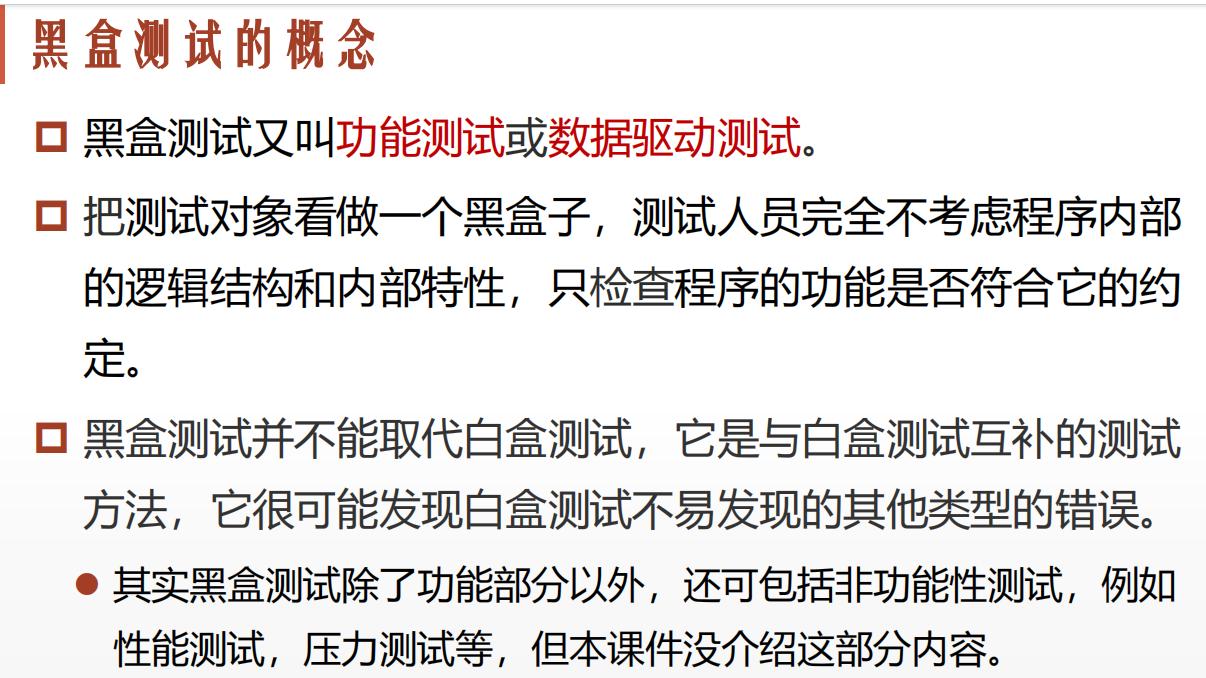 黑盒测试的概念
黑盒测试又叫功能测试或数据驱动测试。
把测试对象看做一个黑盒子，测试人员完全不考虑程序内部
的逻辑结构和内部特性，只检查程序的功能是否符合它的约
定。
黑盒测试并不能取代白盒测试，它是与白盒测试互补的测试
方法，它很可能发现白盒测试不易发现的其他类型的错误。
其实黑盒测试除了功能部分以外，还可包括非功能性测试，例如
性能测试，压力测试等，但本课件没介绍这部分内容。